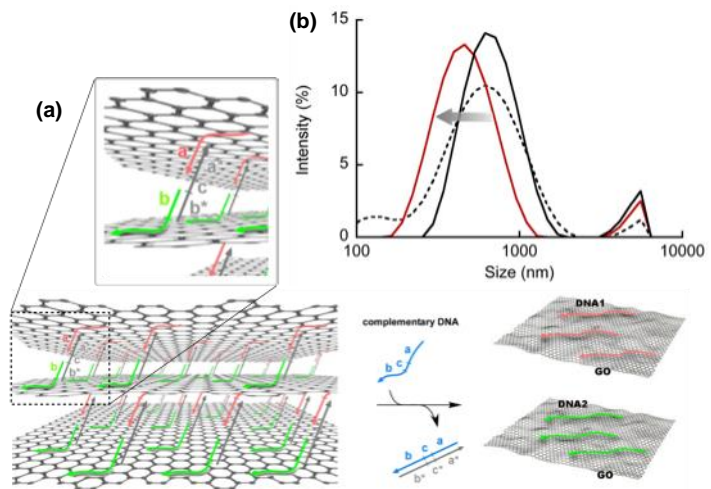 (a)
a
a*
c
b
b*
a
b
c
b*
(b)
15
10
5
0
Intensity (%)
100
1000
10000
Size (nm)
complementary DNA
a
c
b
b c a
b* c* a*
DNA1
GO
DNA2
GO